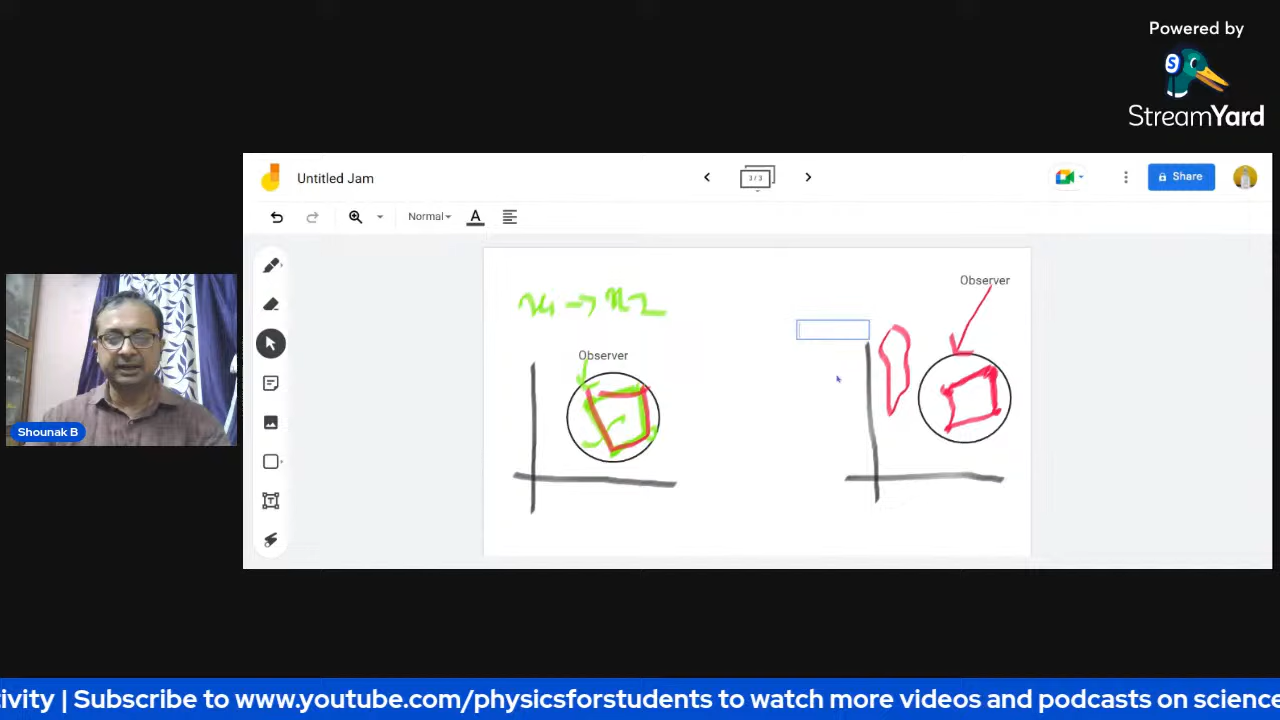 Powered by
StreamYard
Untitled Jam
3 / 3
Share
Normal
A
Observer
Observer
Shounak B
tivity | Subscribe to www.youtube.com/physicsforstudents to watch more videos and podcasts on science